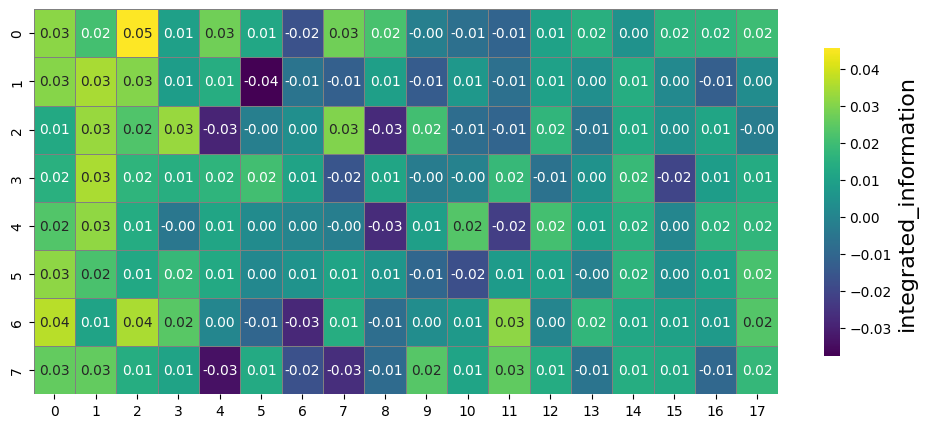 0 0.03 0.02 0.05 0.01 0.03 0.01 -0.02 0.03 0.02 -0.00 -0.01 -0.01 0.01 0.02 0.00 0.02 0.02 0.02
1 0.03 0.03 0.03 0.01 0.01 -0.04 -0.01 -0.01 0.01 -0.01 0.01 -0.01 0.01 0.00 0.01 0.00 -0.01 0.00
2 0.01 0.03 0.02 0.03 -0.03 -0.00 0.00 0.03 -0.03 0.02 -0.01 -0.01 0.02 -0.01 0.01 0.00 0.01 -0.00
3 0.02 0.03 0.02 0.01 0.02 0.02 0.01 -0.02 0.01 -0.00 -0.00 0.02 -0.01 0.00 0.02 -0.02 0.01 0.01
4 0.02 0.03 0.01 -0.00 0.01 0.00 0.00 -0.00 -0.03 0.01 0.02 -0.02 0.02 0.01 0.02 0.00 0.02 0.02
5 0.03 0.02 0.01 0.02 0.01 0.00 0.01 0.01 0.01 -0.01 -0.02 0.01 0.01 -0.00 0.02 0.00 0.01 0.02
6 0.04 0.01 0.04 0.02 0.00 -0.01 -0.03 0.01 -0.01 0.00 0.01 0.03 0.00 0.02 0.01 0.01 0.01 0.02
7 0.03 0.03 0.01 0.01 -0.03 0.01 -0.02 -0.03 -0.01 0.02 0.01 0.03 0.01 -0.01 0.01 0.01 -0.01 0.02
0 1 2 3 4 5 6 7 8 9 10 11 12 13 14 15 16 17
0.04
0.03
0.02
0.01
0.00
−0.01
−0.02
−0.03
integrated_information